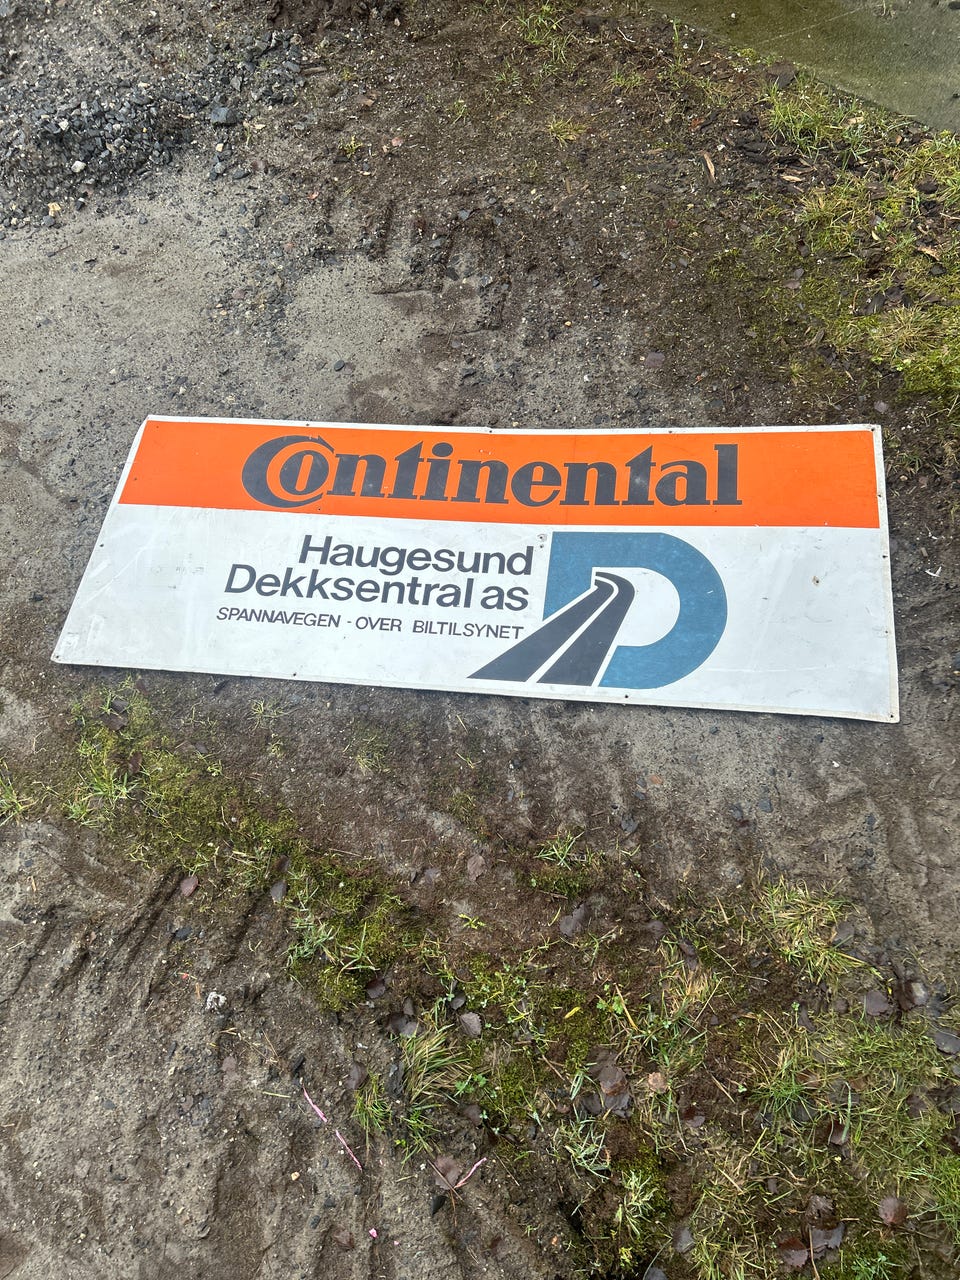 Continental
Haugesund
Dekksentral as
SPANNAVEGEN - OVER BILTILSYNET